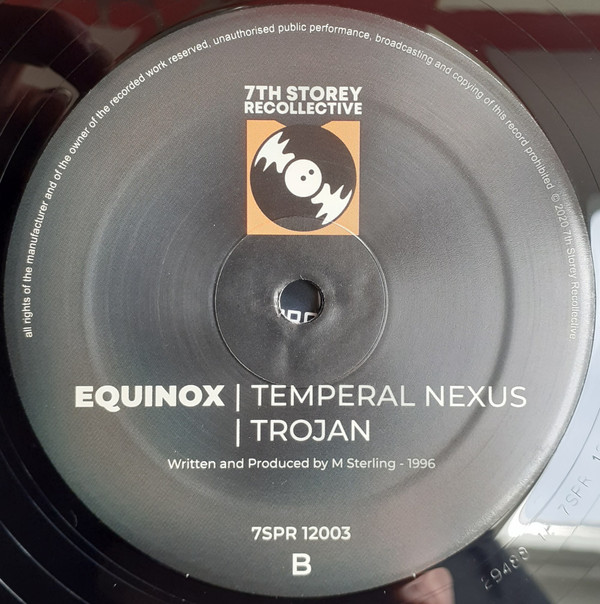 all rights of the manufacturer and of the owner of the recorded work reserved, unauthorised public performance, broadcasting and copying of this record prohibited © 2020 7th Storey Recollective
7TH STOREY
RECOLLECTIVE
EQUINOX | TEMPERAL NEXUS
| TROJAN
Written and Produced by M Sterling - 1996
7SPR 12003
B
7SPR